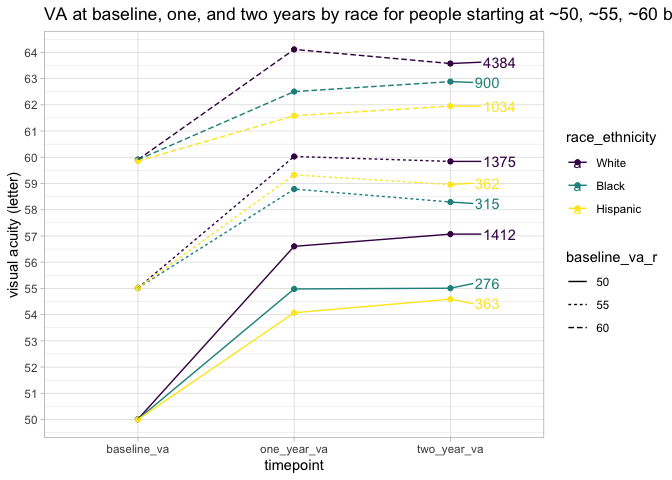 VA at baseline, one, and two years by race for people starting at ~50, ~55, ~60 b
64
63
62
61
60
59
58
57
56
55
54
53
52
51
50
visual acuity (letter)
4384
900
1034
1375
362
315
1412
276
363
baseline_va
one_year_va
two_year_va
timepoint
race_ethnicity
White
Black
Hispanic
baseline_va_r
50
55
60